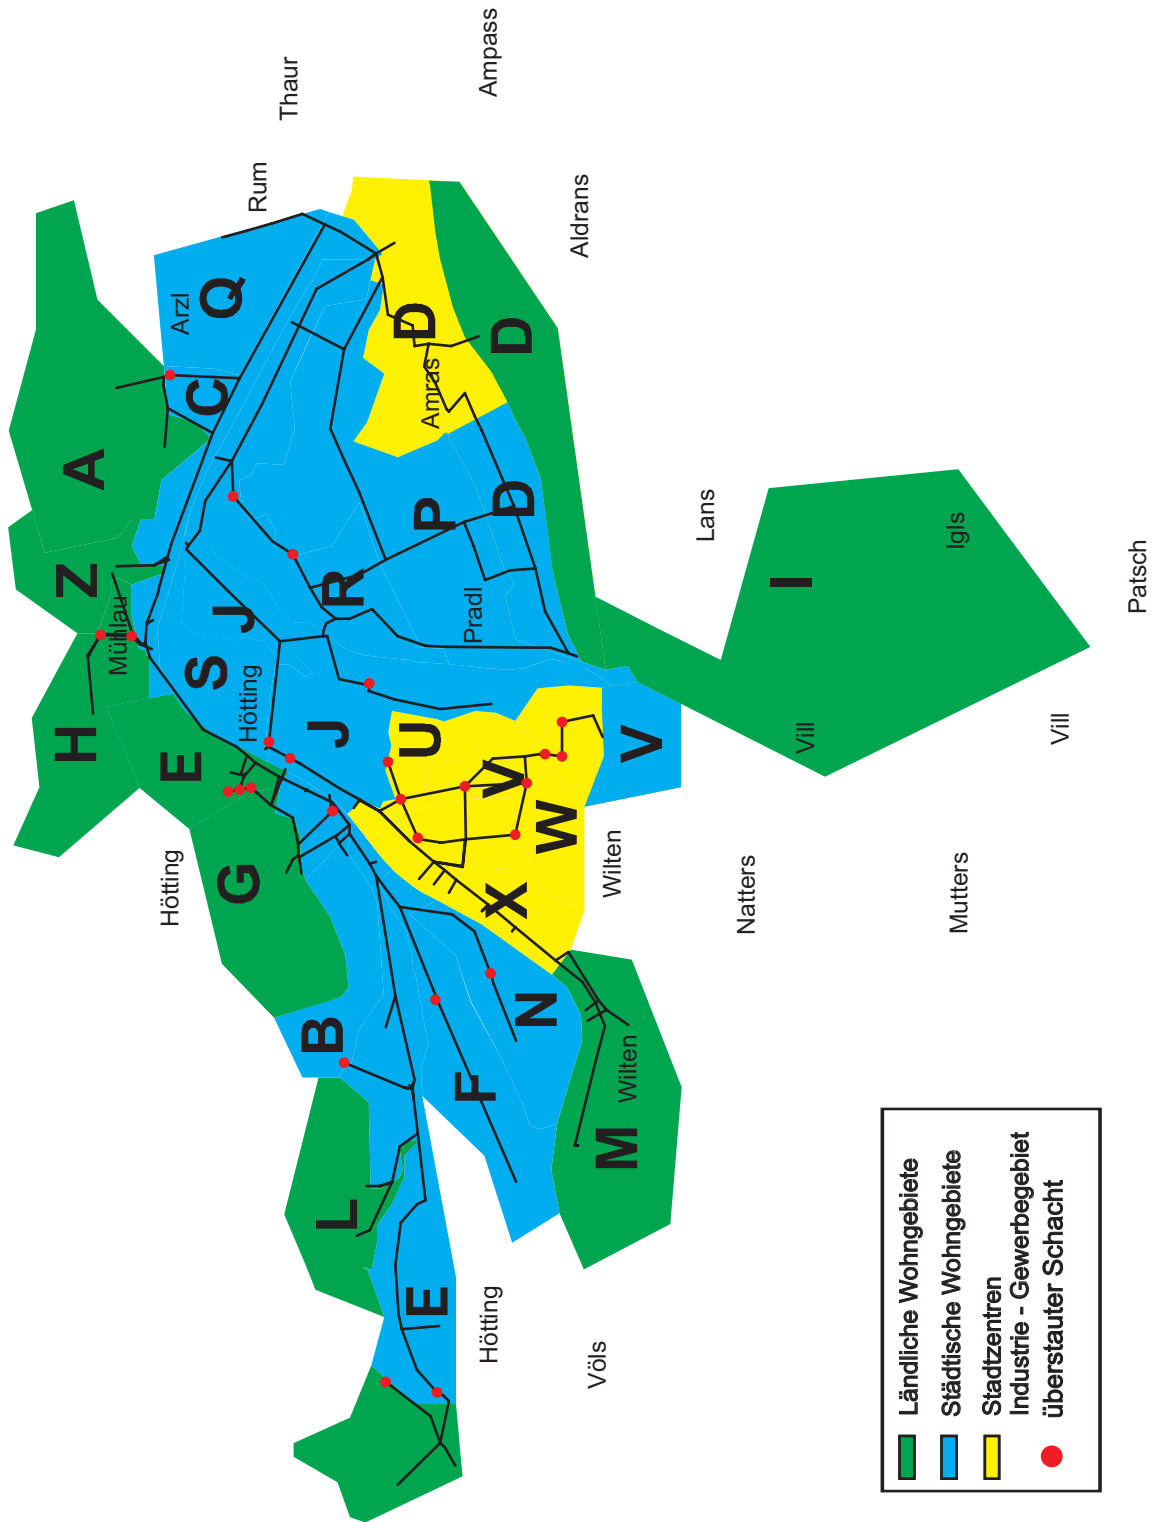 H
Z
A
Mühlau
Hötting
E
Arzl
S
C
Q
G
J
Hötting
Rum
Thaur
B
J
L
R
D
U
E
Amras
P
Pradl
F
Hötting
Ampass
V
X
D
D
N
W
Aldrans
Völs
Wilten
M
Wilten
V
Lans
Natters
I
Vill
Igls
Mutters
Vill
Patsch
Ländliche Wohngebiete
Städtische Wohngebiete
Stadtzentren
Industrie - Gewerbegebiet
überstauter Schacht